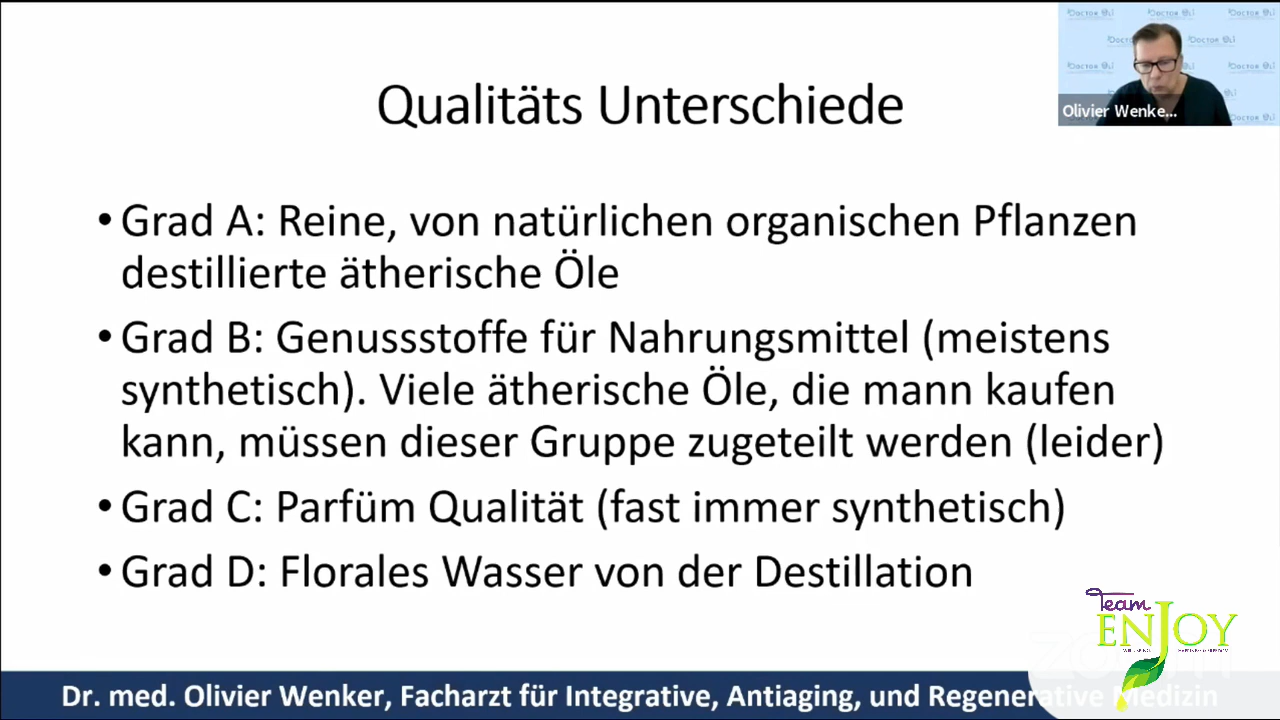 Qualitäts Unterschiede
Olivier Wenke...
• Grad A: Reine, von natürlichen organischen Pflanzen
destillierte ätherische Öle
• Grad B: Genussstoffe für Nahrungsmittel (meistens
synthetisch). Viele ätherische Öle, die mann kaufen
kann, müssen dieser Gruppe zugeteilt werden (leider)
• Grad C: Parfüm Qualität (fast immer synthetisch)
• Grad D: Florales Wasser von der Destillation
Team
ENJOY
zoom
Dr. med. Olivier Wenker, Facharzt für Integrative, Antiaging, und Regenerative Medizin